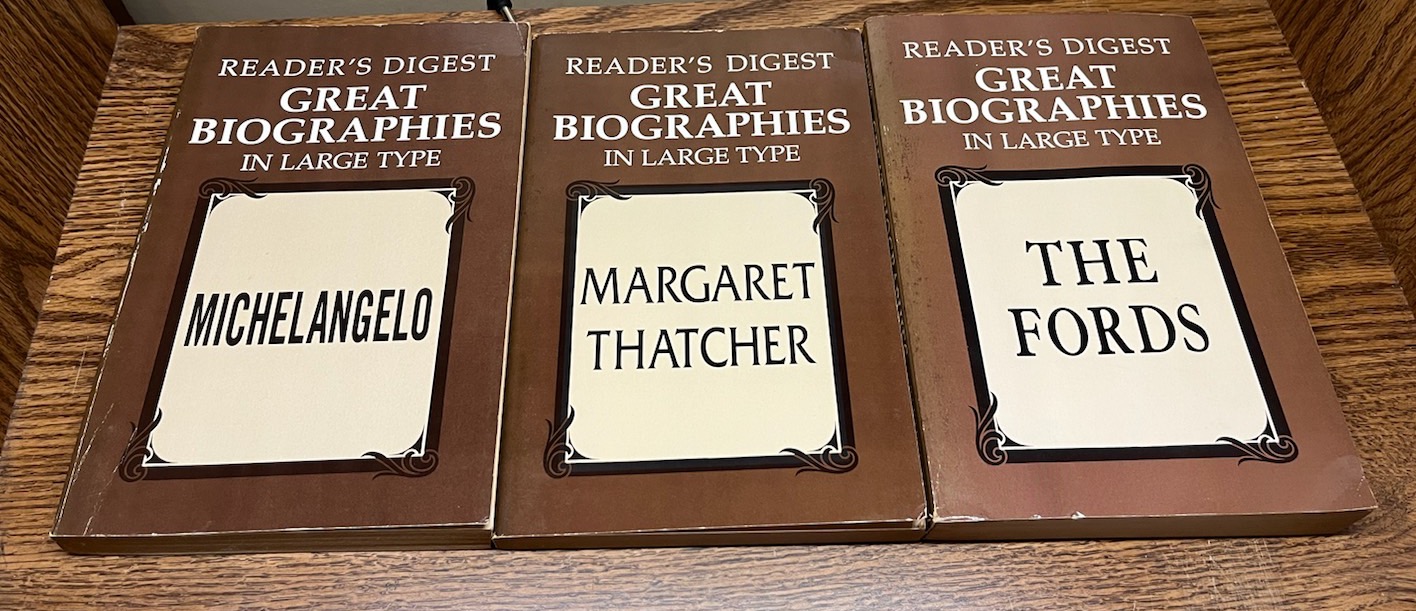 READER'S DIGEST
GREAT
BIOGRAPHIES
IN LARGE TYPE
MICHELANGELO
READER'S DIGEST
GREAT
BIOGRAPHIES
IN LARGE TYPE
MARGARET
THATCHER
READER'S DIGEST
GREAT
BIOGRAPHIES
IN LARGE TYPE
THE
FORDS